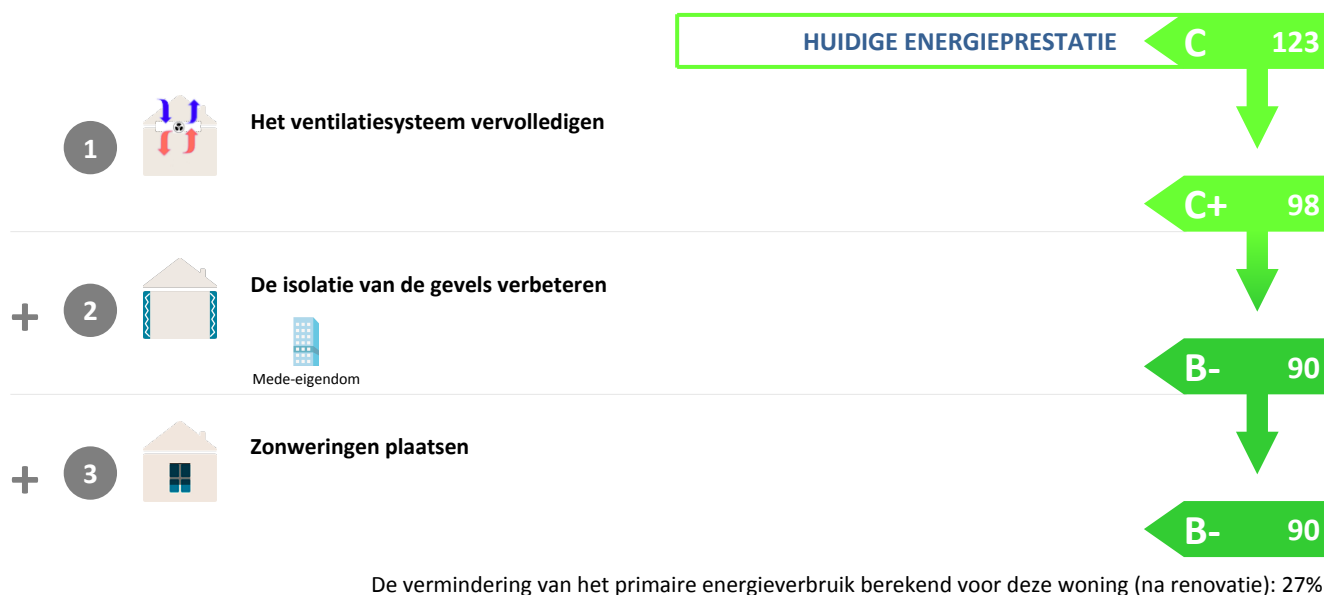 HUIDIGE ENERGIEPRESTATIE C 123
1 Het ventilatiesysteem vervolledigen
C+ 98
+ 2 De isolatie van de gevels verbeteren
Mede-eigendom
B- 90
+ 3 Zonweringen plaatsen
B- 90
De vermindering van het primaire energieverbruik berekend voor deze woning (na renovatie): 27%